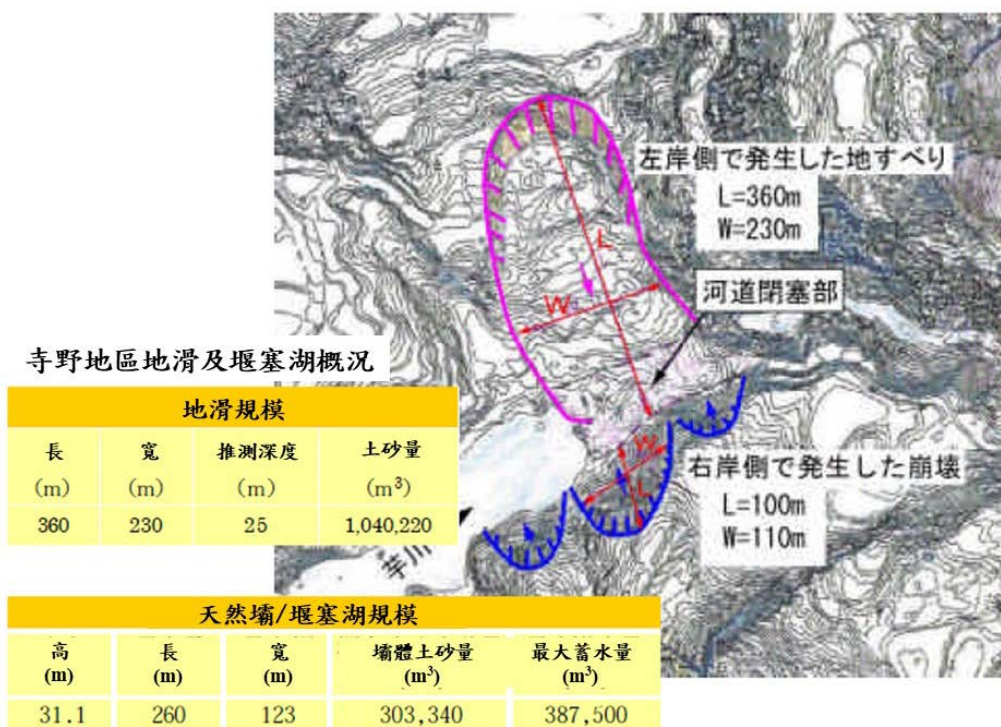 左岸側で発生した地すべり
L=360m
W=230m
河道閉塞部
L
W
寺野地區地滑及堰塞湖概況
地滑規模
長 寬 推測深度 土砂量
(m) (m) (m) (m³)
360 230 25 1,040,220
W
L
右岸側で発生した崩壊
L=100m
W=110m
芋川
天然壩/堰塞湖規模
高 長 寬 壩體土砂量 最大蓄水量
(m) (m) (m) (m³) (m³)
31.1 260 123 303,340 387,500